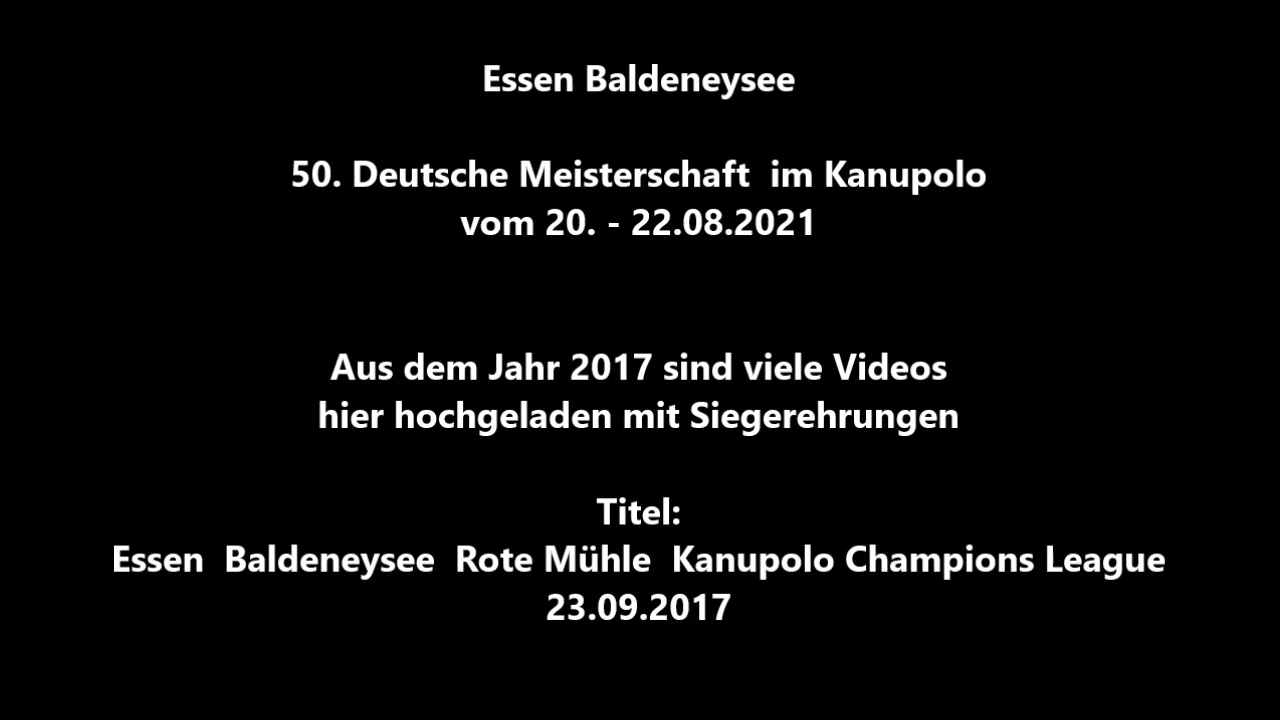 Essen Baldeneysee
50. Deutsche Meisterschaft  im Kanupolo
vom 20. - 22.08.2021
Aus dem Jahr 2017 sind viele Videos
hier hochgeladen mit Siegerehrungen
Titel:
Essen  Baldeneysee  Rote Mühle  Kanupolo Champions League
23.09.2017